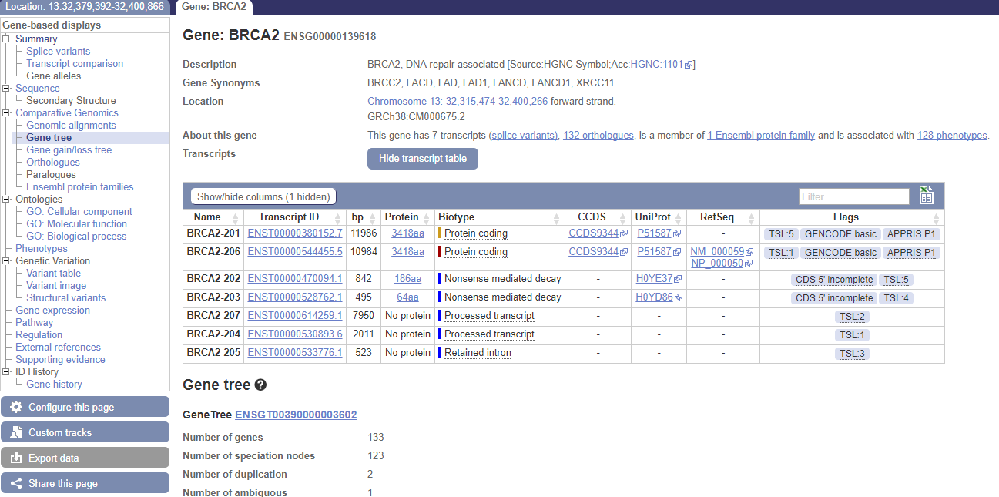 Location: 13:32,379,392-32,400,866
Gene: BRCA2
Gene-based displays
Summary
Splice variants
Transcript comparison
Gene alleles
Sequence
Secondary Structure
Comparative Genomics
Genomic alignments
Gene tree
Gene gain/loss tree
Orthologues
Paralogues
Ensembl protein families
Ontologies
GO: Cellular component
GO: Molecular function
GO: Biological process
Phenotypes
Genetic Variation
Variant table
Variant image
Structural variants
Gene expression
Pathway
Regulation
External references
Supporting evidence
ID History
Gene history
Configure this page
Custom tracks
Export data
Share this page
Gene: BRCA2 ENSG00000139618
Description BRCA2, DNA repair associated [Source:HGNC Symbol;Acc:HGNC:1101]
Gene Synonyms BRCC2, FACD, FAD, FAD1, FANCD, FANCD1, XRCC11
Location Chromosome 13: 32,315,474-32,400,266 forward strand.
GRCh38:CM000675.2
About this gene This gene has 7 transcripts (splice variants), 132 orthologues, is a member of 1 Ensembl protein family and is associated with 128 phenotypes.
Transcripts Hide transcript table
Show/hide columns (1 hidden) Filter
Name Transcript ID bp Protein Biotype CCDS UniProt RefSeq Flags
BRCA2-201 ENST00000380152.7 11986 3418aa Protein coding CCDS9344 P51587 - TSL:5 GENCODE basic APPRIS P1
BRCA2-206 ENST00000544455.5 10984 3418aa Protein coding CCDS9344 P51587 NM_000059 TSL:1 GENCODE basic APPRIS P1
NP_000050
BRCA2-202 ENST00000470094.1 842 186aa Nonsense mediated decay - H0YE37 - CDS 5' incomplete TSL:5
BRCA2-203 ENST00000528762.1 495 64aa Nonsense mediated decay - H0YD86 - CDS 5' incomplete TSL:4
BRCA2-207 ENST00000614259.1 7950 No protein Processed transcript - - - TSL:2
BRCA2-204 ENST00000530893.6 2011 No protein Processed transcript - - - TSL:1
BRCA2-205 ENST00000533776.1 523 No protein Retained intron - - - TSL:3
Gene tree ?
GeneTree ENSGT00390000003602
Number of genes 133
Number of speciation nodes 123
Number of duplication 2
Number of ambiguous 1